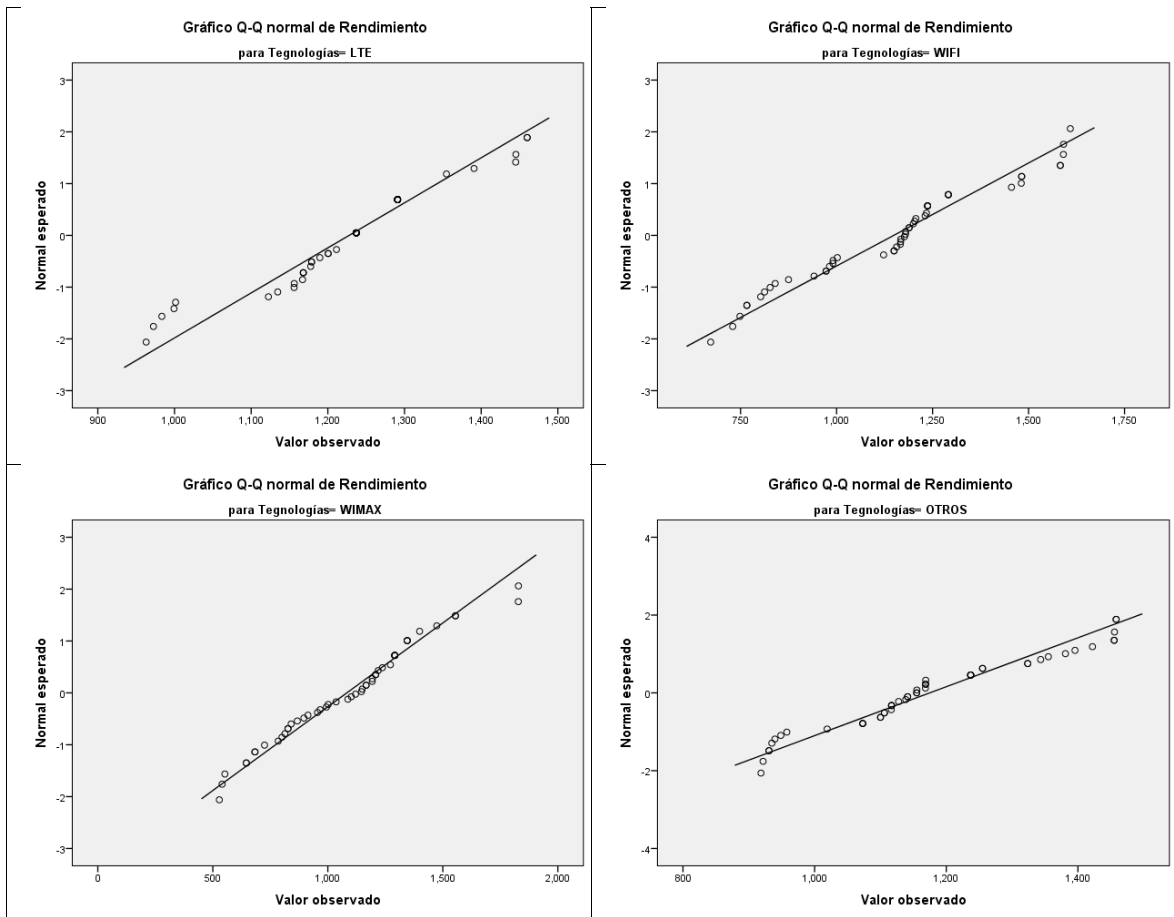 Gráfico Q-Q normal de Rendimiento
para Tegnologías= LTE
Normal esperado
3
2
1
0
-1
-2
-3
900
1,000
1,100
1,200
1,300
1,400
1,500
Valor observado
Gráfico Q-Q normal de Rendimiento
para Tegnologías= WIFI
Normal esperado
3
2
1
0
-1
-2
-3
750
1,000
1,250
1,500
1,750
Valor observado
Gráfico Q-Q normal de Rendimiento
para Tegnologías= WIMAX
Normal esperado
3
2
1
0
-1
-2
-3
0
500
1,000
1,500
2,000
Valor observado
Gráfico Q-Q normal de Rendimiento
para Tegnologías= OTROS
Normal esperado
4
2
0
-2
-4
800
1,000
1,200
1,400
Valor observado